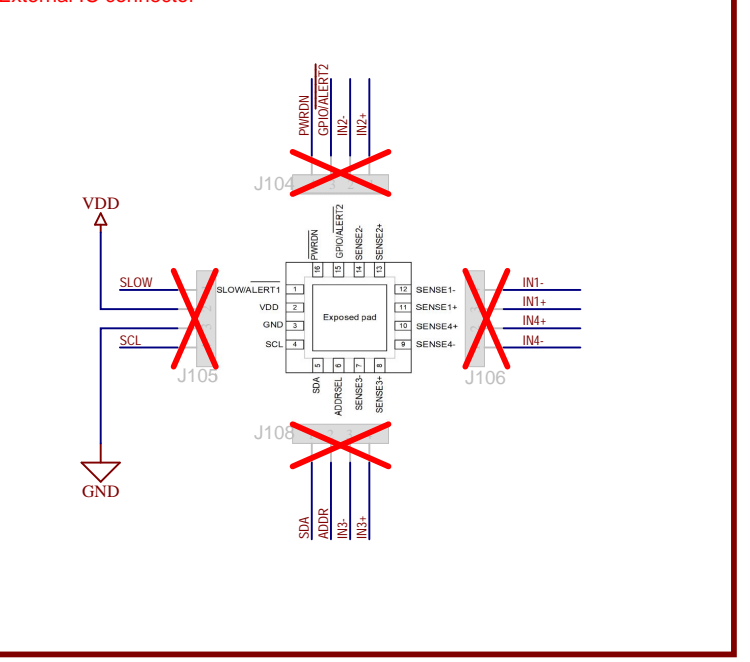 External IC connector
PWRDN
GPIO/ALERT2
IN2-
IN2+
J104
3
2
VDD
PWRDN
GPIO/ALERT2
SENSE2-
SENSE2+
16
15
14
13
SLOW
SCL
J105
SLOW/ALERT1
VDD
GND
SCL
1
2
3
4
Exposed pad
12
11
10
9
SENSE1-
SENSE1+
SENSE4+
SENSE4-
IN1-
IN1+
IN4+
IN4-
J106
5
6
7
8
SDA
ADDRSEL
SENSE3-
SENSE3+
J108
GND
SDA
ADDR
IN3-
IN3+